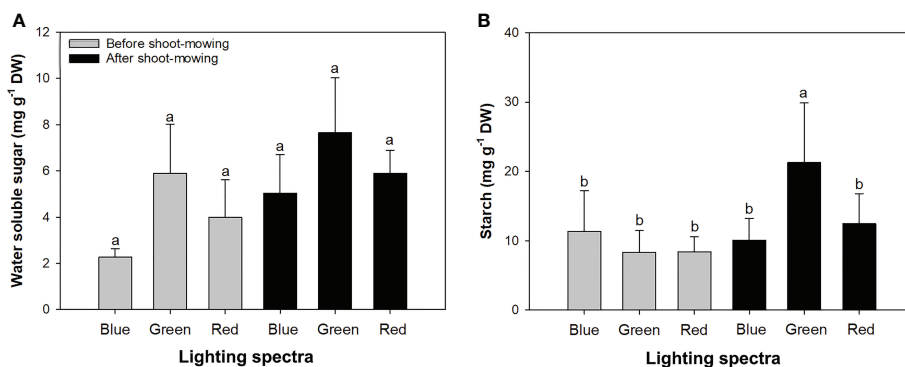 A
Water soluble sugar (mg g-1 DW)
12
10
8
6
4
2
0
Before shoot-mowing
After shoot-mowing
a
a
a
a
a
a
Blue Green Red Blue Green Red
Lighting spectra
B
Starch (mg g-1 DW)
40
30
20
10
0
b
b
b
b
a
b
Blue Green Red Blue Green Red
Lighting spectra